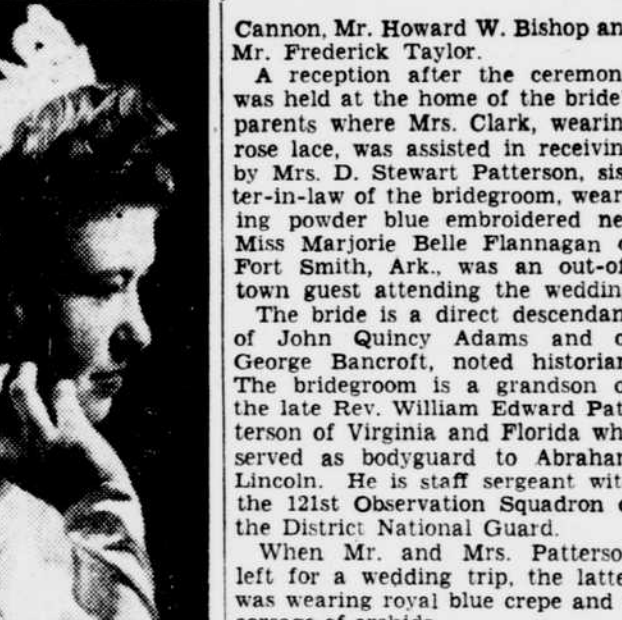 Cannon, Mr. Howard W. Bishop an
Mr. Frederick Taylor.
A reception after the ceremon
was held at the home of the bride'
parents where Mrs. Clark, wearin
rose lace, was assisted in receivin
by Mrs. D. Stewart Patterson, sis
ter-in-law of the bridegroom, wear
ing powder blue embroidered ne
Miss Marjorie Belle Flannagan
Fort Smith, Ark., was an out-of
town guest attending the weddin
The bride is a direct descendan
of John Quincy Adams and
George Bancroft, noted historian
The bridegroom is a grandson
the late Rev. William Edward Pat
terson of Virginia and Florida wh
served as bodyguard to Abrahan
Lincoln. He is staff sergeant wit
the 121st Observation Squadron
the District National Guard.
When Mr. and Mrs. Patterso
left for a wedding trip, the latte
was wearing royal blue crepe and